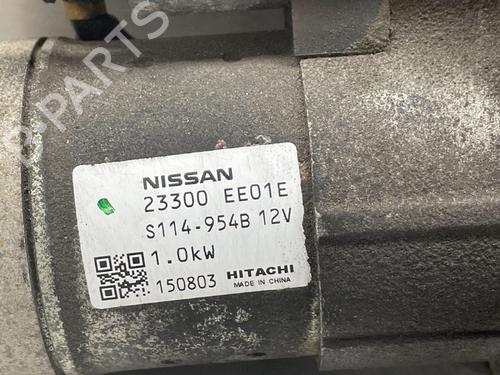 B-PARTS
NISSAN
23300 EE01E
S114-954B 12V
1.0kW
150803 HITACHI
MADE IN CHINA